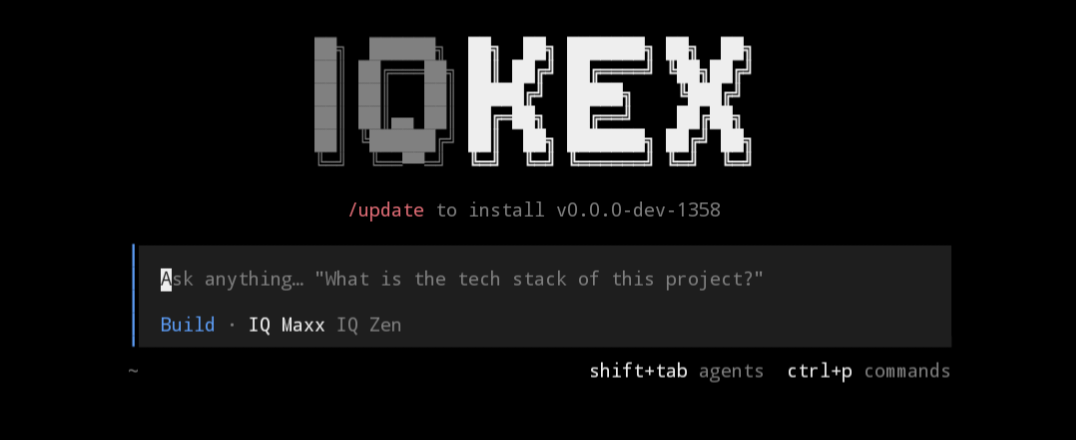 IQKEX
/update to install v0.0.0-dev-1358
Ask anything… "What is the tech stack of this project?"
Build · IQ Maxx IQ Zen
~ shift+tab agents ctrl+p commands